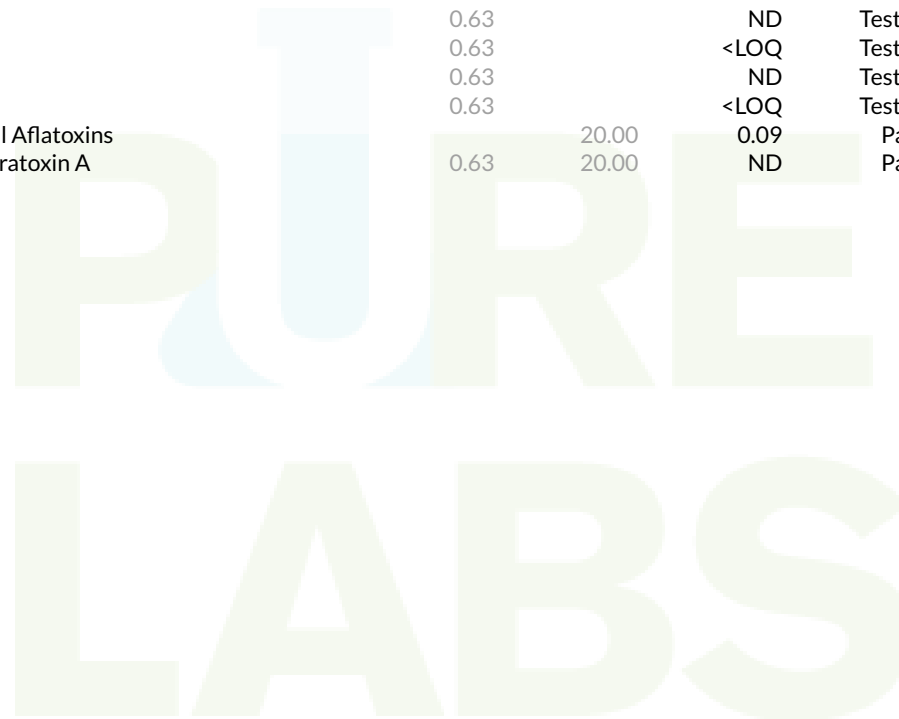 0.63 ND Test
0.63 <LOQ Test
0.63 ND Test
0.63 <LOQ Test
l Aflatoxins 20.00 0.09 Pa
ratoxin A 0.63 20.00 ND Pa
PURE
LABS